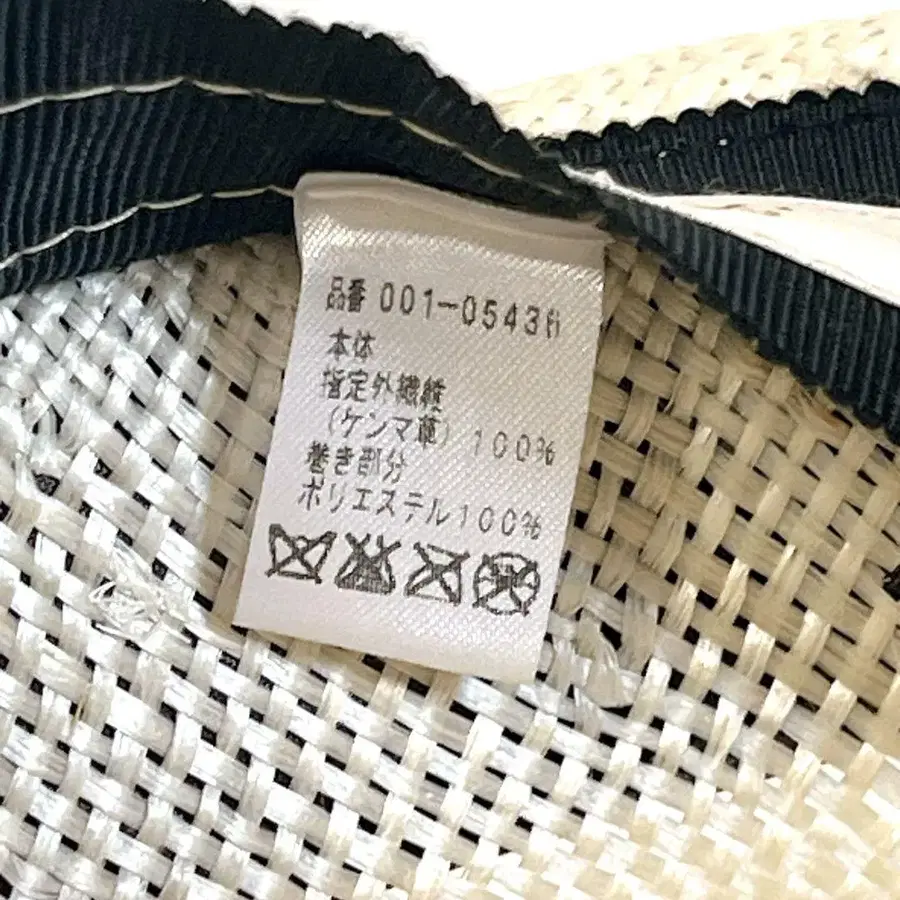 品番 001-0543
本体
指定外繊維
(ケンマ草) 100%
巻き部分
ポリエステル100%